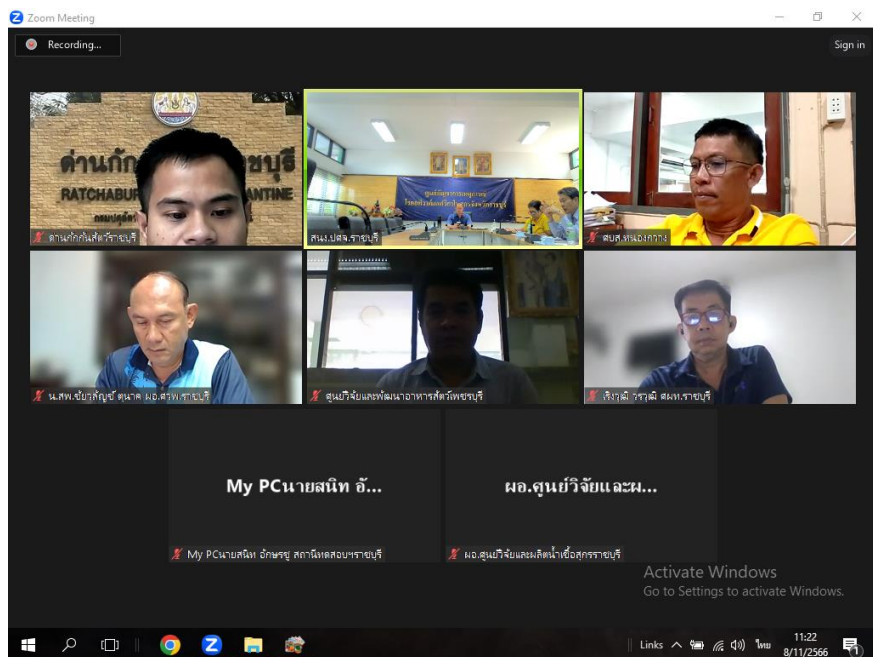 Zoom Meeting
Recording...
Sign in
ด่านกัก ชบุรี
RATCHABUR ANTINE
ด่านกักกันสัตว์ราชบุรี
สนง.ปศจ.ราชบุรี
ศบส.หนองกวาง
น.สพ.ชัยวลัญช์ ตุนาค ผอ.ศวพ.ราชบุรี
ศูนย์วิจัยและพัฒนาอาหารสัตว์เพชรบุรี
เริงวุฒิ วรวุฒิ ศผท.ราชบุรี
My PCนายสนิท อั...
ผอ.ศูนย์วิจัยและผ...
My PCนายสนิท อักษรชู สถานีทดสอบฯราชบุรี
ผอ.ศูนย์วิจัยและผลิตน้ำเชื้อสุกรราชบุรี
Activate Windows
Go to Settings to activate Windows.
Links
ไทย
11:22
8/11/2566
1